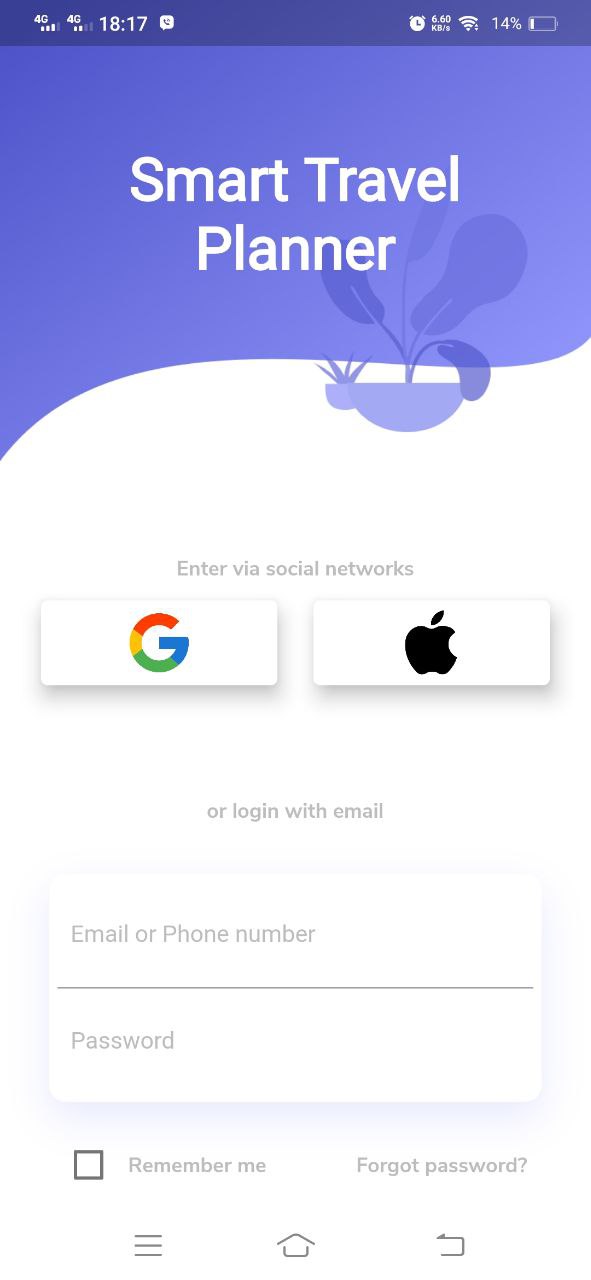 4G 4G 18:17 6.60 KB/s 14%
Smart Travel
Planner
Enter via social networks
or login with email
Email or Phone number
Password
Remember me Forgot password?